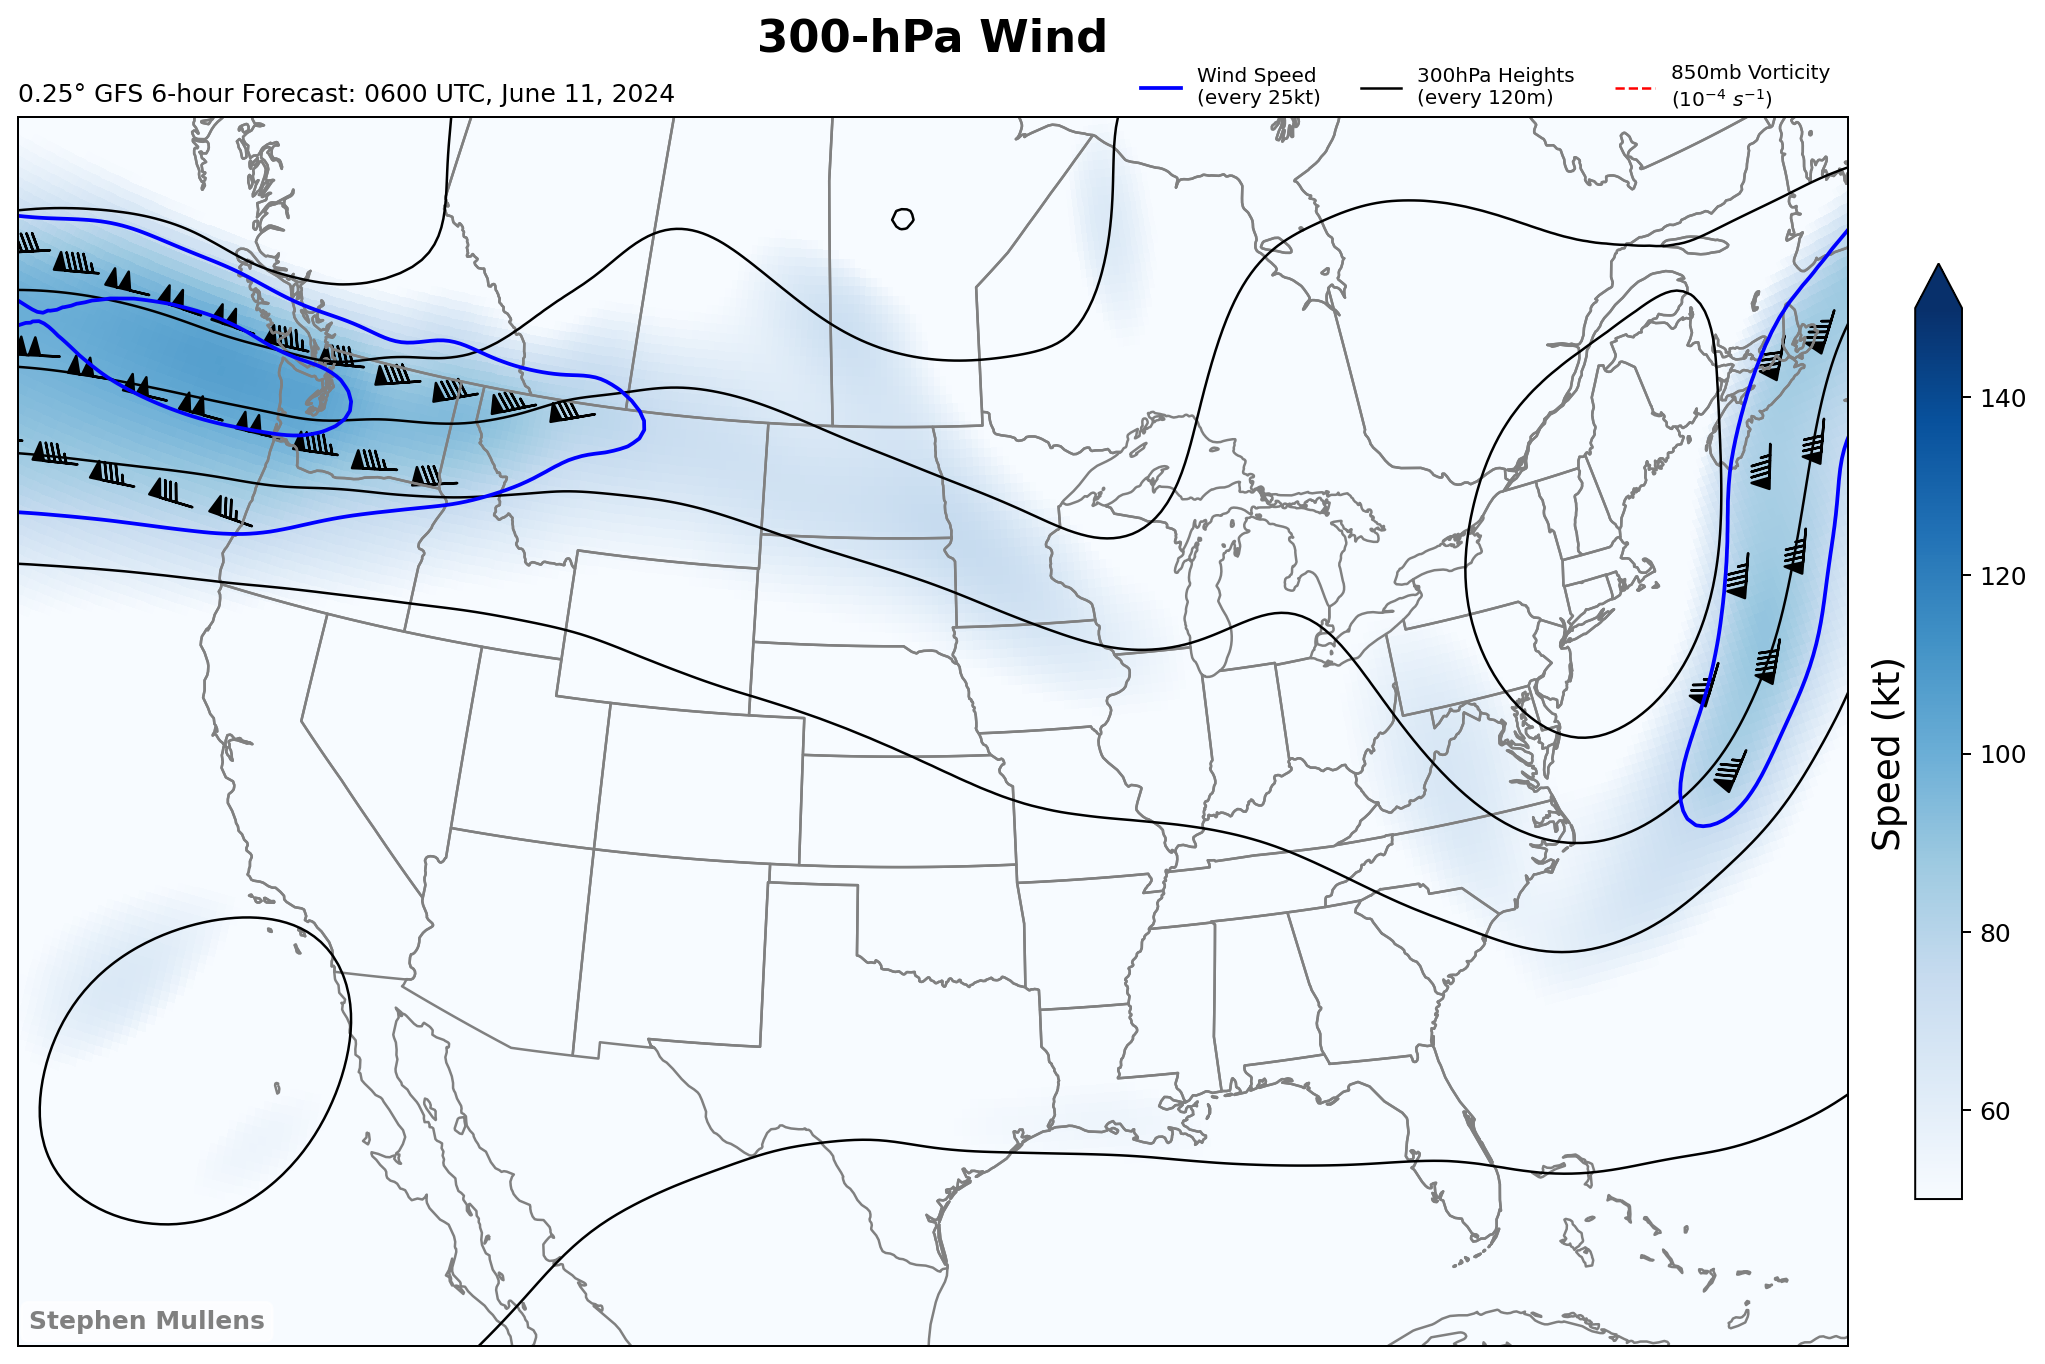 300-hPa Wind
0.25° GFS 6-hour Forecast: 0600 UTC, June 11, 2024
Wind Speed
(every 25kt)
300hPa Heights
(every 120m)
850mb Vorticity
(10⁻⁴ s⁻¹)
140
120
100
80
60
Speed (kt)
Stephen Mullens